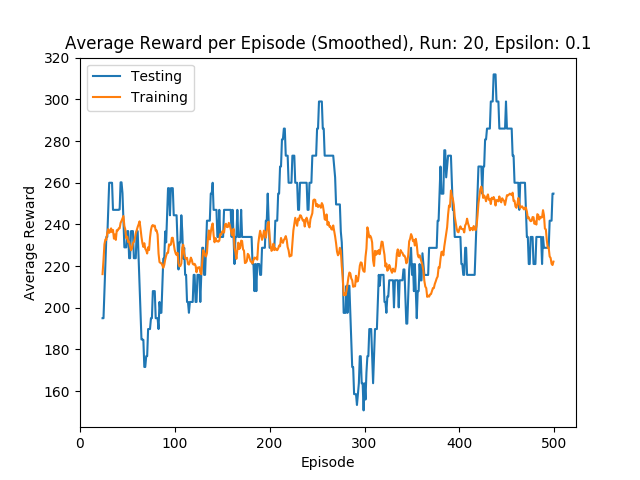 Average Reward per Episode (Smoothed), Run: 20, Epsilon: 0.1
Testing
Training
Average Reward
320
300
280
260
240
220
200
180
160
0 100 200 300 400 500
Episode